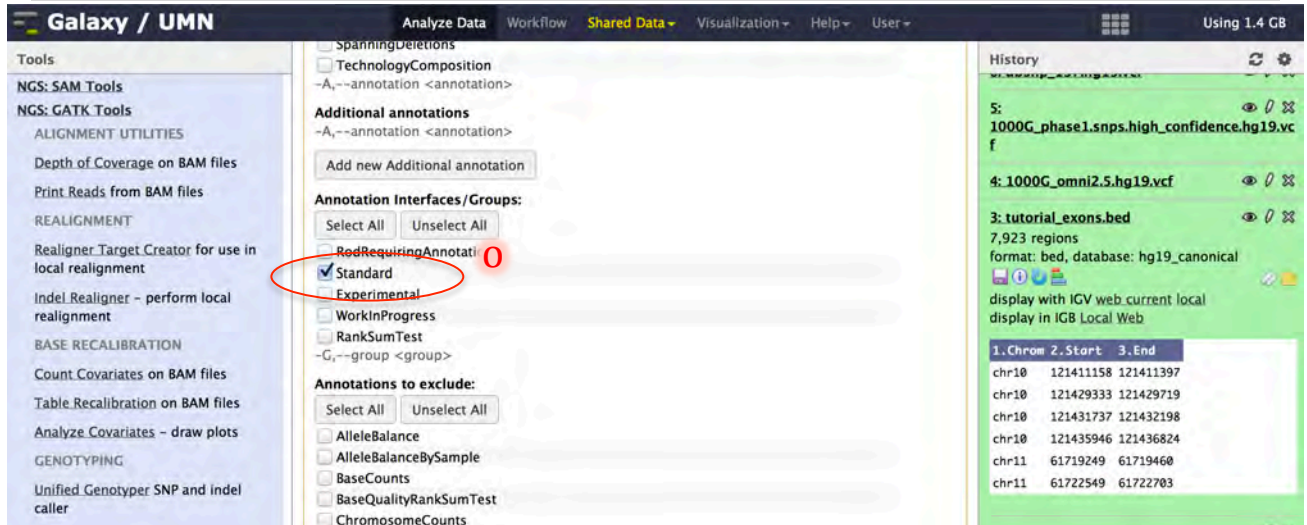 Galaxy / UMN
Analyze Data Workflow Shared Data Visualization Help User
Using 1.4 GB
Tools
NGS: SAM Tools
NGS: GATK Tools
ALIGNMENT UTILITIES
Depth of Coverage on BAM files
Print Reads from BAM files
REALIGNMENT
Realigner Target Creator for use in
local realignment
Indel Realigner - perform local
realignment
BASE RECALIBRATION
Count Covariates on BAM files
Table Recalibration on BAM files
Analyze Covariates - draw plots
GENOTYPING
Unified Genotyper SNP and indel
caller
SpanningDeletions
TechnologyComposition
-A,--annotation <annotation>
Additional annotations
-A,--annotation <annotation>
Add new Additional annotation
Annotation Interfaces/Groups:
Select All Unselect All
O
Standard
Experimental
WorkInProgress
RankSumTest
-G,--group <group>
Annotations to exclude:
Select All Unselect All
AlleleBalance
AlleleBalanceBySample
BaseCounts
BaseQualityRankSumTest
ChromosomeCounts
History
5:
1000G_phase1.snps.high_confidence.hg19.vc
f
4: 1000G_omni2.5.hg19.vcf
3: tutorial_exons.bed
7,923 regions
format: bed, database: hg19_canonical
display with IGV web current local
display in IGB Local Web
1.Chrom 2.Start 3.End
chr10 121411158 121411397
chr10 121429333 121429719
chr10 121431737 121432198
chr10 121435946 121436824
chr11 61719249 61719460
chr11 61722549 61722703